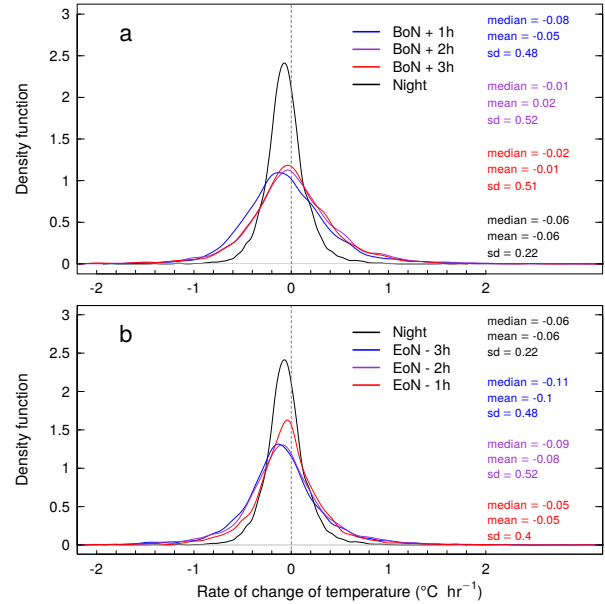 a
3
2.5
2
1.5
1
0.5
0
Density function
BoN + 1h
BoN + 2h
BoN + 3h
Night
median = -0.08
mean = -0.05
sd = 0.48
median = -0.01
mean = 0.02
sd = 0.52
median = -0.02
mean = -0.01
sd = 0.51
median = -0.06
mean = -0.06
sd = 0.22
-2 -1 0 1 2
b
3
2.5
2
1.5
1
0.5
0
Density function
Night
EoN - 3h
EoN - 2h
EoN - 1h
median = -0.06
mean = -0.06
sd = 0.22
median = -0.11
mean = -0.1
sd = 0.48
median = -0.09
mean = -0.08
sd = 0.52
median = -0.05
mean = -0.05
sd = 0.4
-2 -1 0 1 2
Rate of change of temperature (°C hr⁻¹)